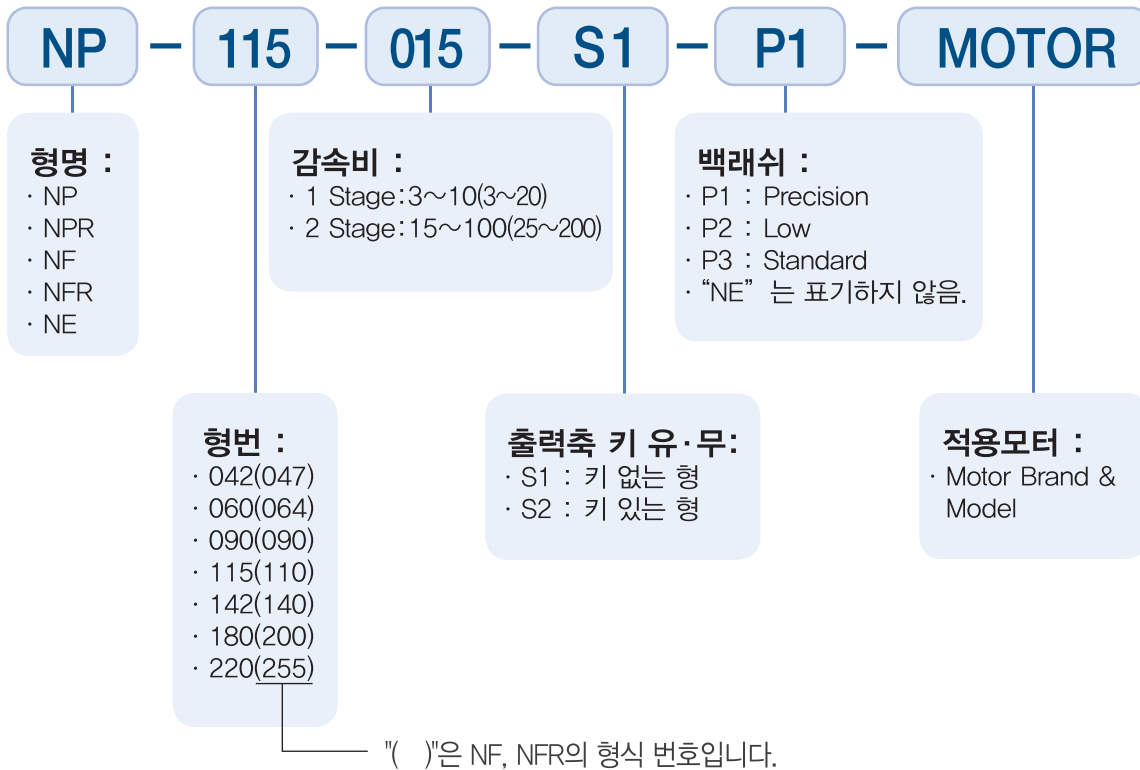 NP - 115 - 015 - S1 - P1 - MOTOR
형명 :
· NP
· NPR
· NF
· NFR
· NE
감속비 :
· 1 Stage:3~10(3~20)
· 2 Stage:15~100(25~200)
백래쉬 :
· P1 : Precision
· P2 : Low
· P3 : Standard
· “NE” 는 표기하지 않음.
형번 :
· 042(047)
· 060(064)
· 090(090)
· 115(110)
· 142(140)
· 180(200)
· 220(255)
출력축 키 유·무:
· S1 : 키 없는 형
· S2 : 키 있는 형
적용모터 :
· Motor Brand &
Model
"( )"은 NF, NFR의 형식 번호입니다.